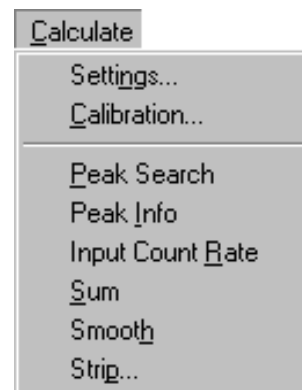 Calculate
Settings...
Calibration...
Peak Search
Peak Info
Input Count Rate
Sum
Smooth
Strip...